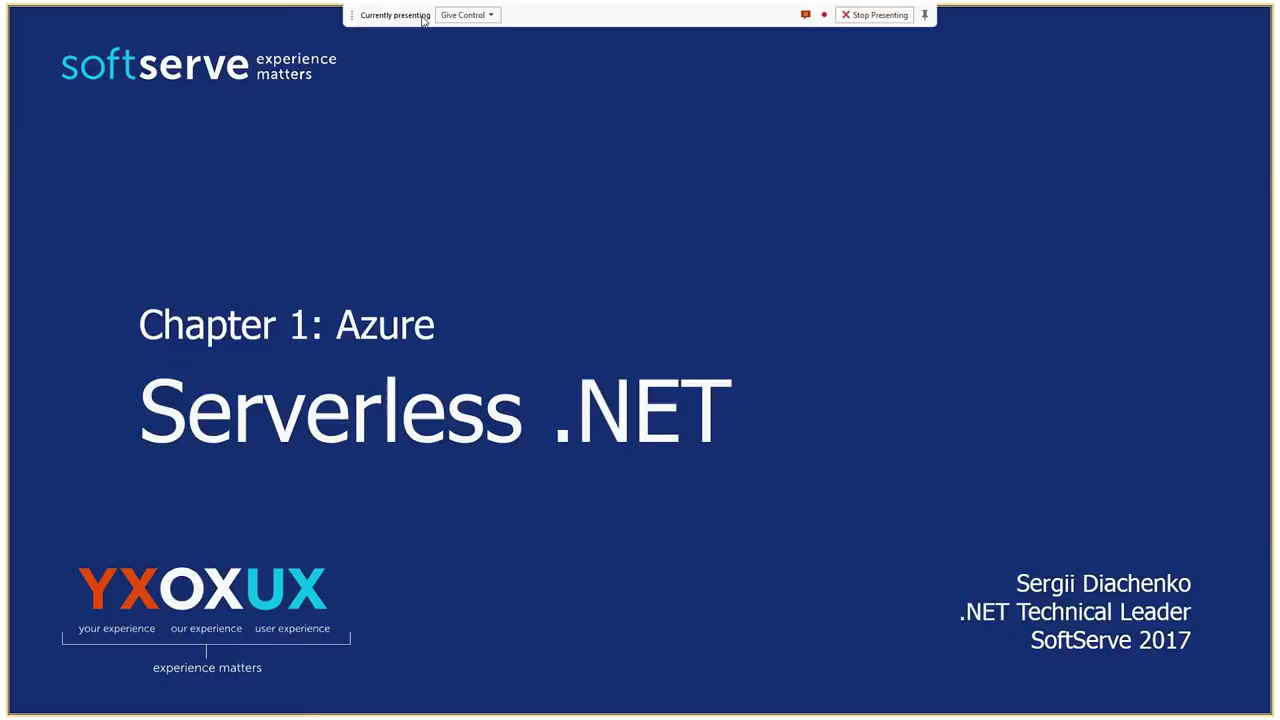 Currently presenting Give Control Stop Presenting
softserve experience matters
Chapter 1: Azure
Serverless .NET
YXOXUX
your experience our experience user experience
experience matters
Sergii Diachenko
.NET Technical Leader
SoftServe 2017